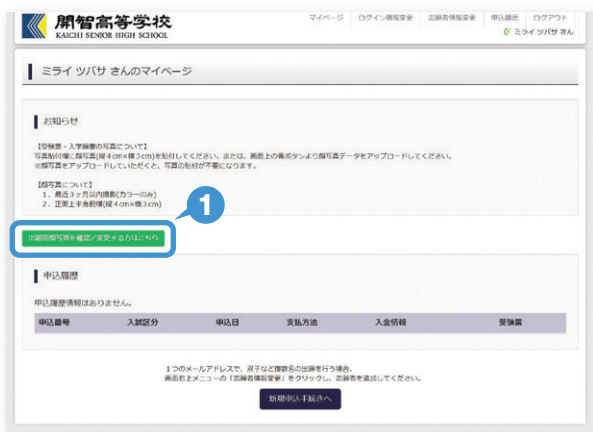 開智高等学校
KAICHI SENIOR HIGH SCHOOL
マイページ ログイン情報変更 志願者情報変更 申込履歴 ログアウト
ミライ ツバサ さん
ミライ ツバサ さんのマイページ
お知らせ
【受験票・入学願書の写真について】
写真貼付欄に顔写真(縦4cm×横3cm)を貼付してください。または、画面上の青ボタンより顔写真データをアップロードしてください。
※顔写真をアップロードしていただくと、写真の貼付が不要になります。
【顔写真について】
1. 最近3ヶ月以内撮影(カラーのみ)
2. 正面上半身脱帽(縦4cm×横3cm)
1
出願用顔写真を確認/変更する方はこちら
申込履歴
申込履歴情報はありません。
申込番号 入試区分 申込日 支払方法 入金情報 受験票
1つのメールアドレスで、双子など複数名の出願を行う場合、
画面右上メニューの「志願者情報変更」をクリックし、志願者を追加してください。
新規申込手続きへ